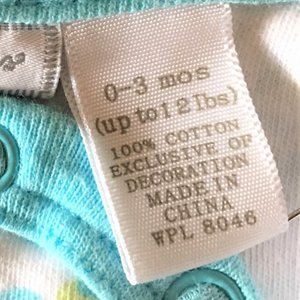 0-3 mos
(up to 12 lbs)
100% COTTON
EXCLUSIVE OF
DECORATION
MADE IN
CHINA
WPL 8046